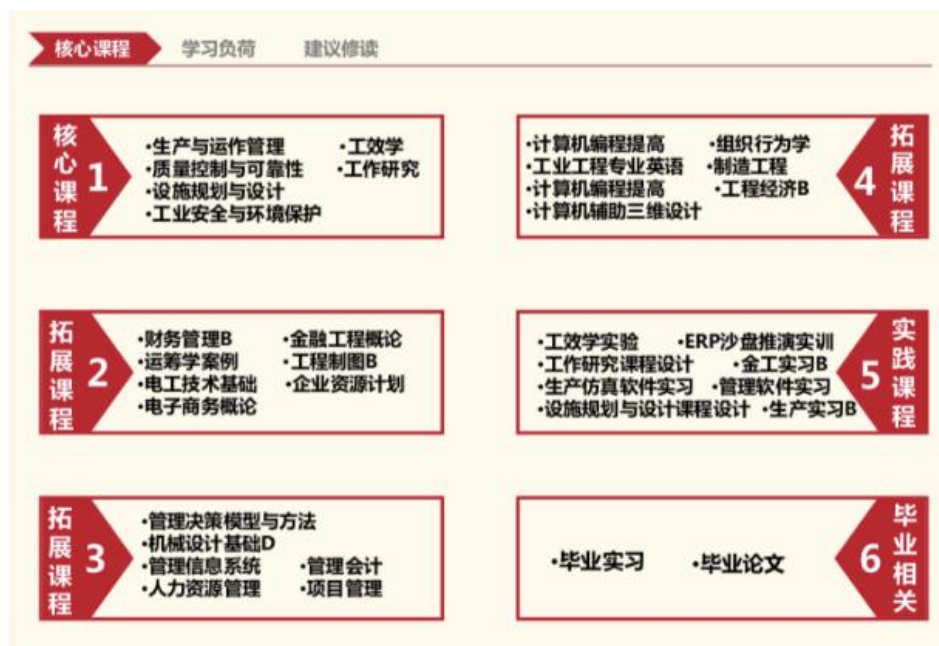 核心课程 学习负荷 建议修读
核心课程 1
·生产与运作管理 ·工效学
·质量控制与可靠性 ·工作研究
·设施规划与设计
·工业安全与环境保护
·计算机编程提高 ·组织行为学
·工业工程专业英语 ·制造工程
·计算机编程提高 ·工程经济B
·计算机辅助三维设计
4 拓展课程
拓展课程 2
·财务管理B ·金融工程概论
·运筹学案例 ·工程制图B
·电工技术基础 ·企业资源计划
·电子商务概论
·工效学实验 ·ERP沙盘推演实训
·工作研究课程设计 ·金工实习B
·生产仿真软件实习 ·管理软件实习
·设施规划与设计课程设计 ·生产实习B
5 实践课程
拓展课程 3
·管理决策模型与方法
·机械设计基础D
·管理信息系统 ·管理会计
·人力资源管理 ·项目管理
·毕业实习 ·毕业论文
6 毕业相关